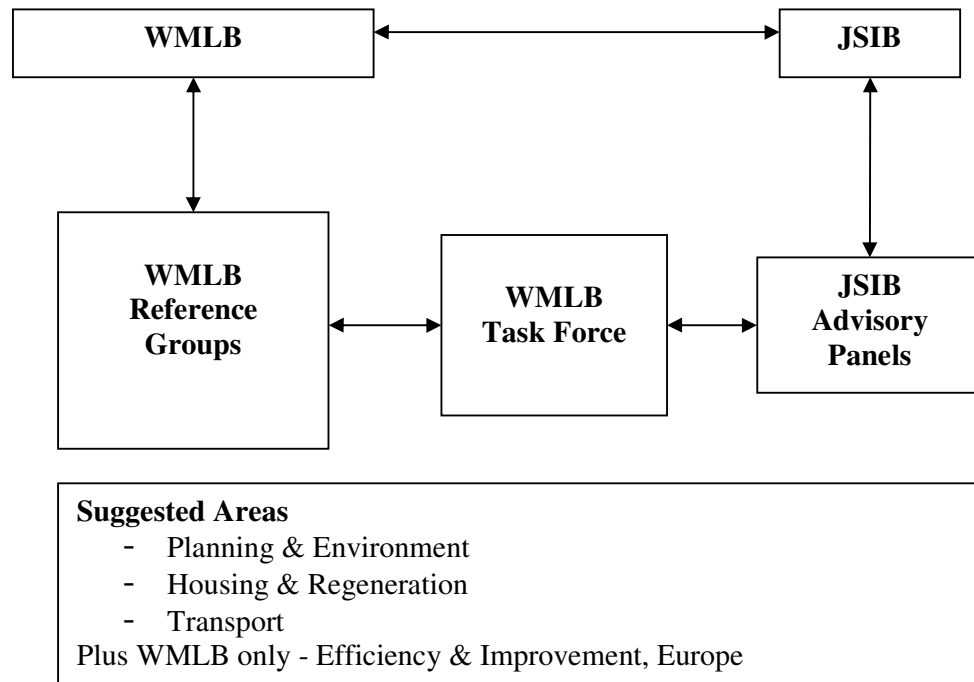 WMLB
JSIB
WMLB
Reference
Groups
WMLB
Task Force
JSIB
Advisory
Panels
Suggested Areas
- Planning & Environment
- Housing & Regeneration
- Transport
Plus WMLB only - Efficiency & Improvement, Europe